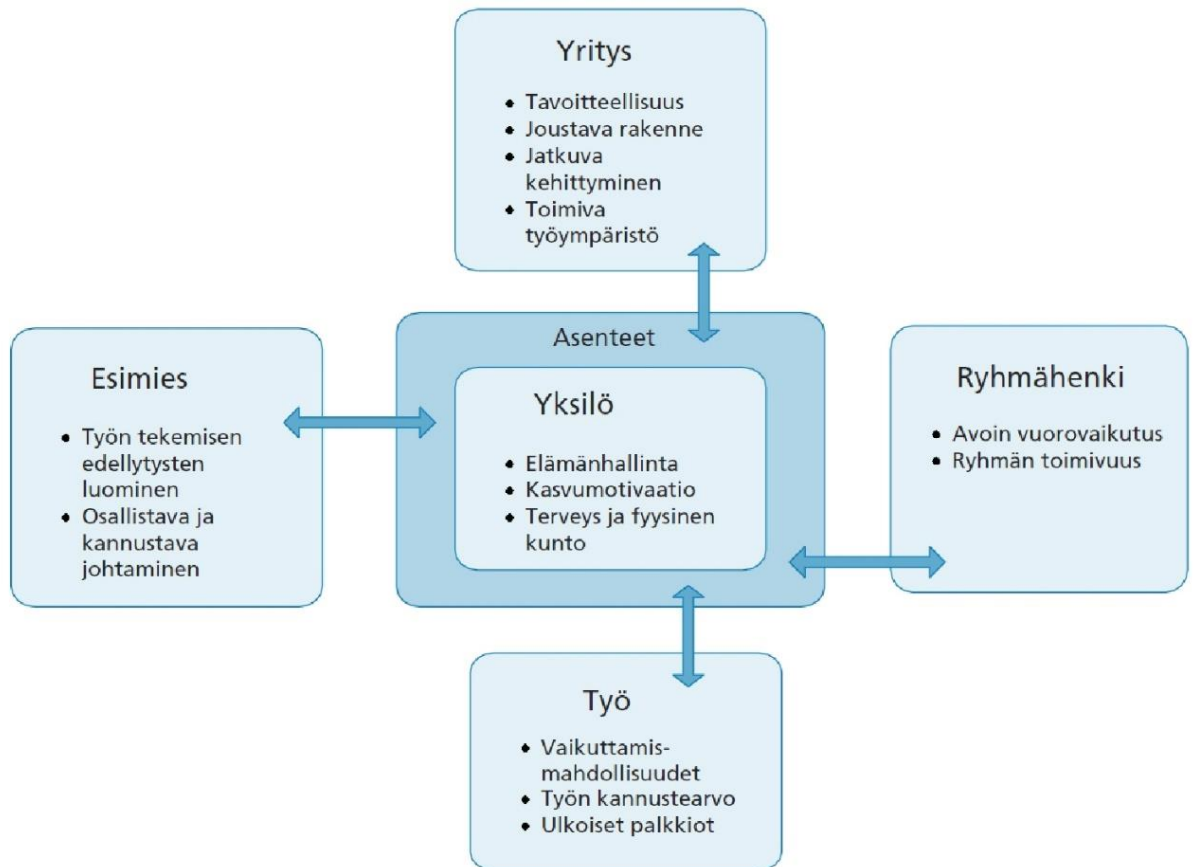 Yritys
• Tavoitteellisuus
• Joustava rakenne
• Jatkuva
kehittyminen
• Toimiva
työympäristö
Esimies
• Työn tekemisen
edellytysten
luominen
• Osallistava ja
kannustava
johtaminen
Asenteet
Yksilö
• Elämänhallinta
• Kasvumotivaatio
• Terveys ja fyysinen
kunto
Ryhmähenki
• Avoin vuorovaikutus
• Ryhmän toimivuus
Työ
• Vaikuttamis-
mahdollisuudet
• Työn kannustearvo
• Ulkoiset palkkiot